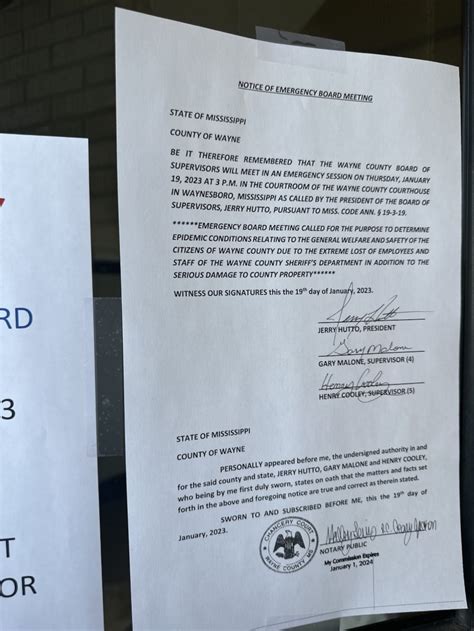 NOTICE OF EMERGENCY BOARD MEETING
STATE OF MISSISSIPPI
COUNTY OF WAYNE
BE IT THEREFORE REMEMBERED THAT THE WAYNE COUNTY BOARD OF
SUPERVISORS WILL MEET IN AN EMERGENCY SESSION ON THURSDAY, JANUARY
19, 2023 AT 3 P.M. IN THE COURTROOM OF THE WAYNE COUNTY COURTHOUSE
IN WAYNESBORO, MISSISSIPPI AS CALLED BY THE PRESIDENT OF THE BOARD OF
SUPERVISORS, JERRY HUTTO, PURSUANT TO MISS. CODE ANN. § 19-3-19.
******EMERGENCY BOARD MEETING CALLED FOR THE PURPOSE TO DETERMINE
EPIDEMIC CONDITIONS RELATING TO THE GENERAL WELFARE AND SAFETY OF THE
CITIZENS OF WAYNE COUNTY DUE TO THE EXTREME LOST OF EMPLOYEES AND
STAFF OF THE WAYNE COUNTY SHERIFF'S DEPARTMENT IN ADDITION TO THE
SERIOUS DAMAGE TO COUNTY PROPERTY******
WITNESS OUR SIGNATURES this the 19th day of January, 2023.
JERRY HUTTO, PRESIDENT
Gary Malone
GARY MALONE, SUPERVISOR (4)
Henry Cooley
HENRY COOLEY, SUPERVISOR (5)
STATE OF MISSISSIPPI
COUNTY OF WAYNE
PERSONALLY appeared before me, the undersigned authority in and
for the said county and state, JERRY HUTTO, GARY MALONE and HENRY COOLEY,
who being by me first duly sworn, states on oath that the matters and facts set
forth in the above and foregoing notice are true and correct as therein stated.
SWORN TO AND SUBSCRIBED BEFORE ME, this the 19th day of
January, 2023.
CHANCERY COURT
WAYNE COUNTY, MS
NOTARY PUBLIC
My Commission Expires
January 1, 2024
RD
3
T
OR